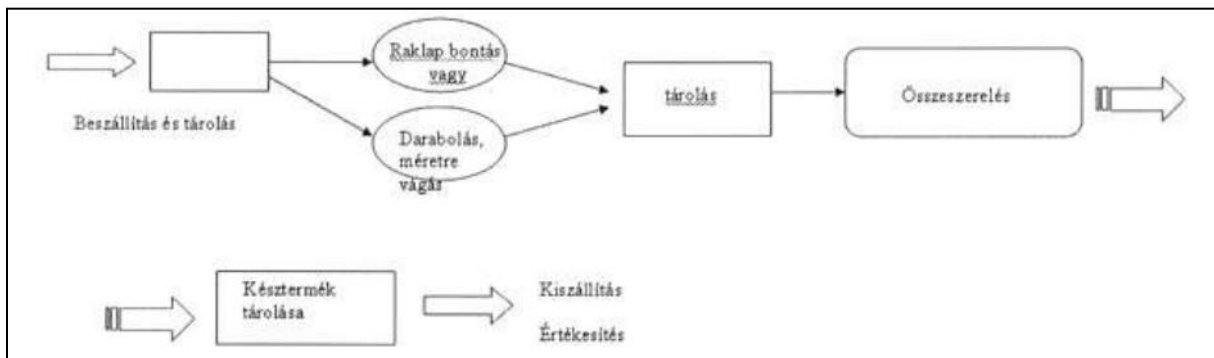 Beszállítás és tárolás
Raklap bontás
vagy
Darabolás,
méretre
vágás
tárolás
Összeszerelés
Késztermék
tárolása
Kiszállítás
Értékesítés